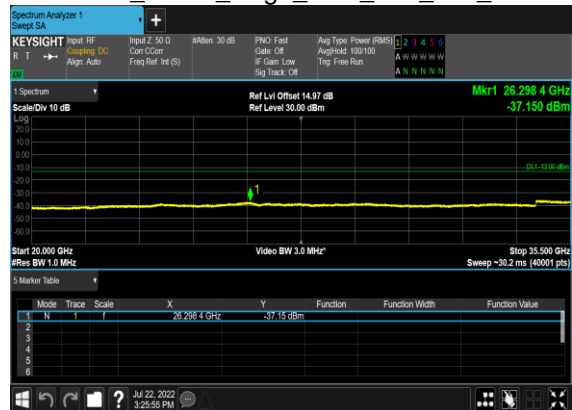 Spectrum Analyzer 1
Swept SA
+
KEYSIGHT Input: RF Input Z: 50 Ω #Atten: 30 dB PNO: Fast Avg Type: Power (RMS) 1 2 3 4 5 6
R T Coupling: DC Corr CCorr Gate: Off Avg|Hold: 100/100 A W W W W W
Align: Auto Freq Ref: Int (S) IF Gain: Low Trig: Free Run
LW Sig Track: Off A N N N N N
1 Spectrum Ref Lvl Offset 14.97 dB Mkr1 26.298 4 GHz
Scale/Div 10 dB Ref Level 30.00 dBm -37.150 dBm
Log
20.0
10.0
0.00
-10.0 DL1 -13.00 dBm
-20.0
-30.0 1
-40.0
-50.0
-60.0
Start 20.000 GHz Video BW 3.0 MHz* Stop 35.500 GHz
#Res BW 1.0 MHz Sweep ~30.2 ms (40001 pts)
5 Marker Table
Mode Trace Scale X Y Function Function Width Function Value
1 N 1 f 26.298 4 GHz -37.15 dBm
2
3
4
5
6
? Jul 22, 2022
3:25:55 PM